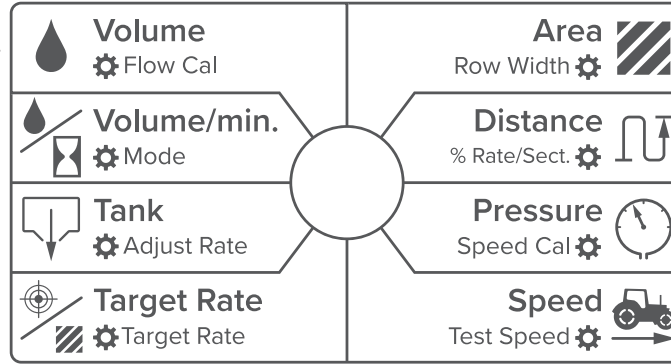 Volume
Flow Cal
Volume/min.
Mode
Tank
Adjust Rate
Target Rate
Target Rate
Area
Row Width
Distance
% Rate/Sect.
Pressure
Speed Cal
Speed
Test Speed